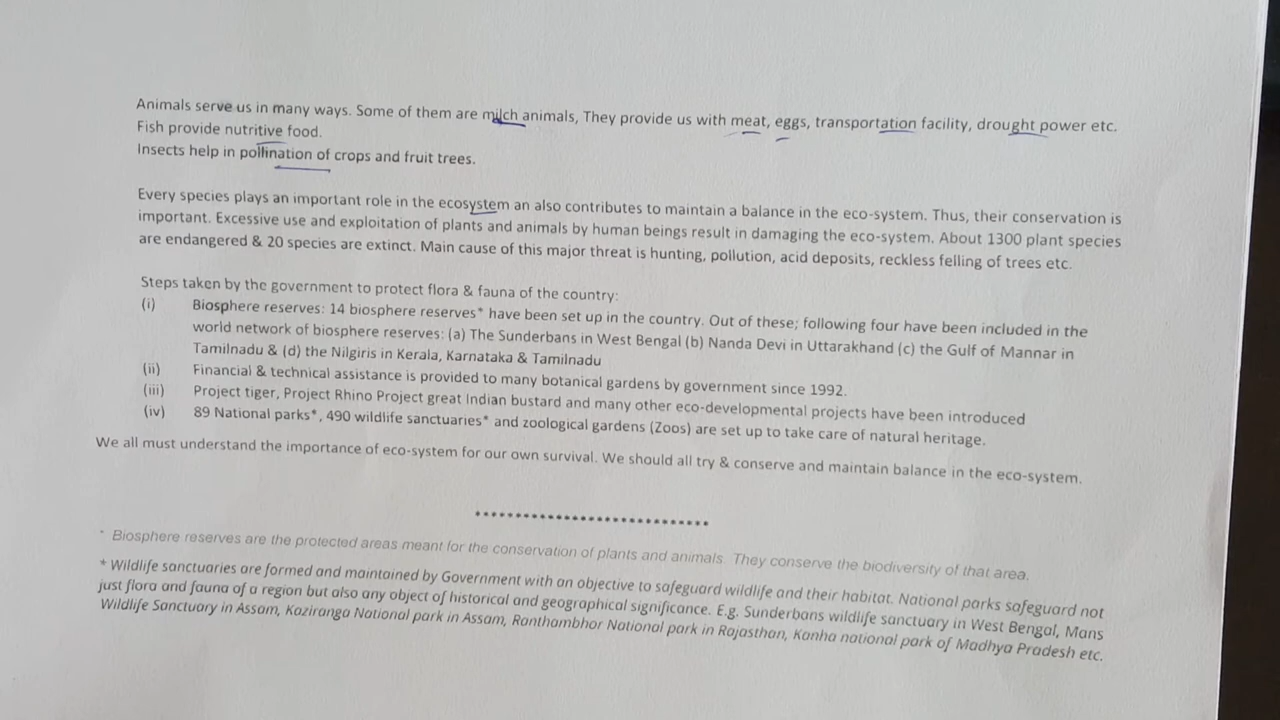 Animals serve us in many ways. Some of them are milch animals, They provide us with meat, eggs, transportation facility, drought power etc.
Fish provide nutritive food.
Insects help in pollination of crops and fruit trees.
Every species plays an important role in the ecosystem an also contributes to maintain a balance in the eco-system. Thus, their conservation is
important. Excessive use and exploitation of plants and animals by human beings result in damaging the eco-system. About 1300 plant species
are endangered & 20 species are extinct. Main cause of this major threat is hunting, pollution, acid deposits, reckless felling of trees etc.
Steps taken by the government to protect flora & fauna of the country:
(i) Biosphere reserves: 14 biosphere reserves* have been set up in the country. Out of these; following four have been included in the
world network of biosphere reserves: (a) The Sunderbans in West Bengal (b) Nanda Devi in Uttarakhand (c) the Gulf of Mannar in
Tamilnadu & (d) the Nilgiris in Kerala, Karnataka & Tamilnadu
(ii) Financial & technical assistance is provided to many botanical gardens by government since 1992.
(iii) Project tiger, Project Rhino Project great Indian bustard and many other eco-developmental projects have been introduced
(iv) 89 National parks*, 490 wildlife sanctuaries* and zoological gardens (Zoos) are set up to take care of natural heritage.
We all must understand the importance of eco-system for our own survival. We should all try & conserve and maintain balance in the eco-system.
* Biosphere reserves are the protected areas meant for the conservation of plants and animals. They conserve the biodiversity of that area.
* Wildlife sanctuaries are formed and maintained by Government with an objective to safeguard wildlife and their habitat. National parks safeguard not
just flora and fauna of a region but also any object of historical and geographical significance. E.g. Sunderbans wildlife sanctuary in West Bengal, Mans
Wildlife Sanctuary in Assam, Kaziranga National park in Assam, Ranthambhor National park in Rajasthan, Kanha national park of Madhya Pradesh etc.